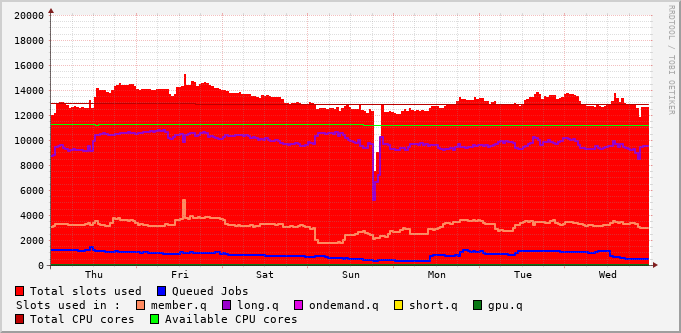 20000
18000
16000
14000
12000
10000
8000
6000
4000
2000
0
Thu Fri Sat Sun Mon Tue Wed
RRDTOOL / TOBI OETIKER
Total slots used Queued Jobs
Slots used in : member.q long.q ondemand.q short.q gpu.q
Total CPU cores Available CPU cores